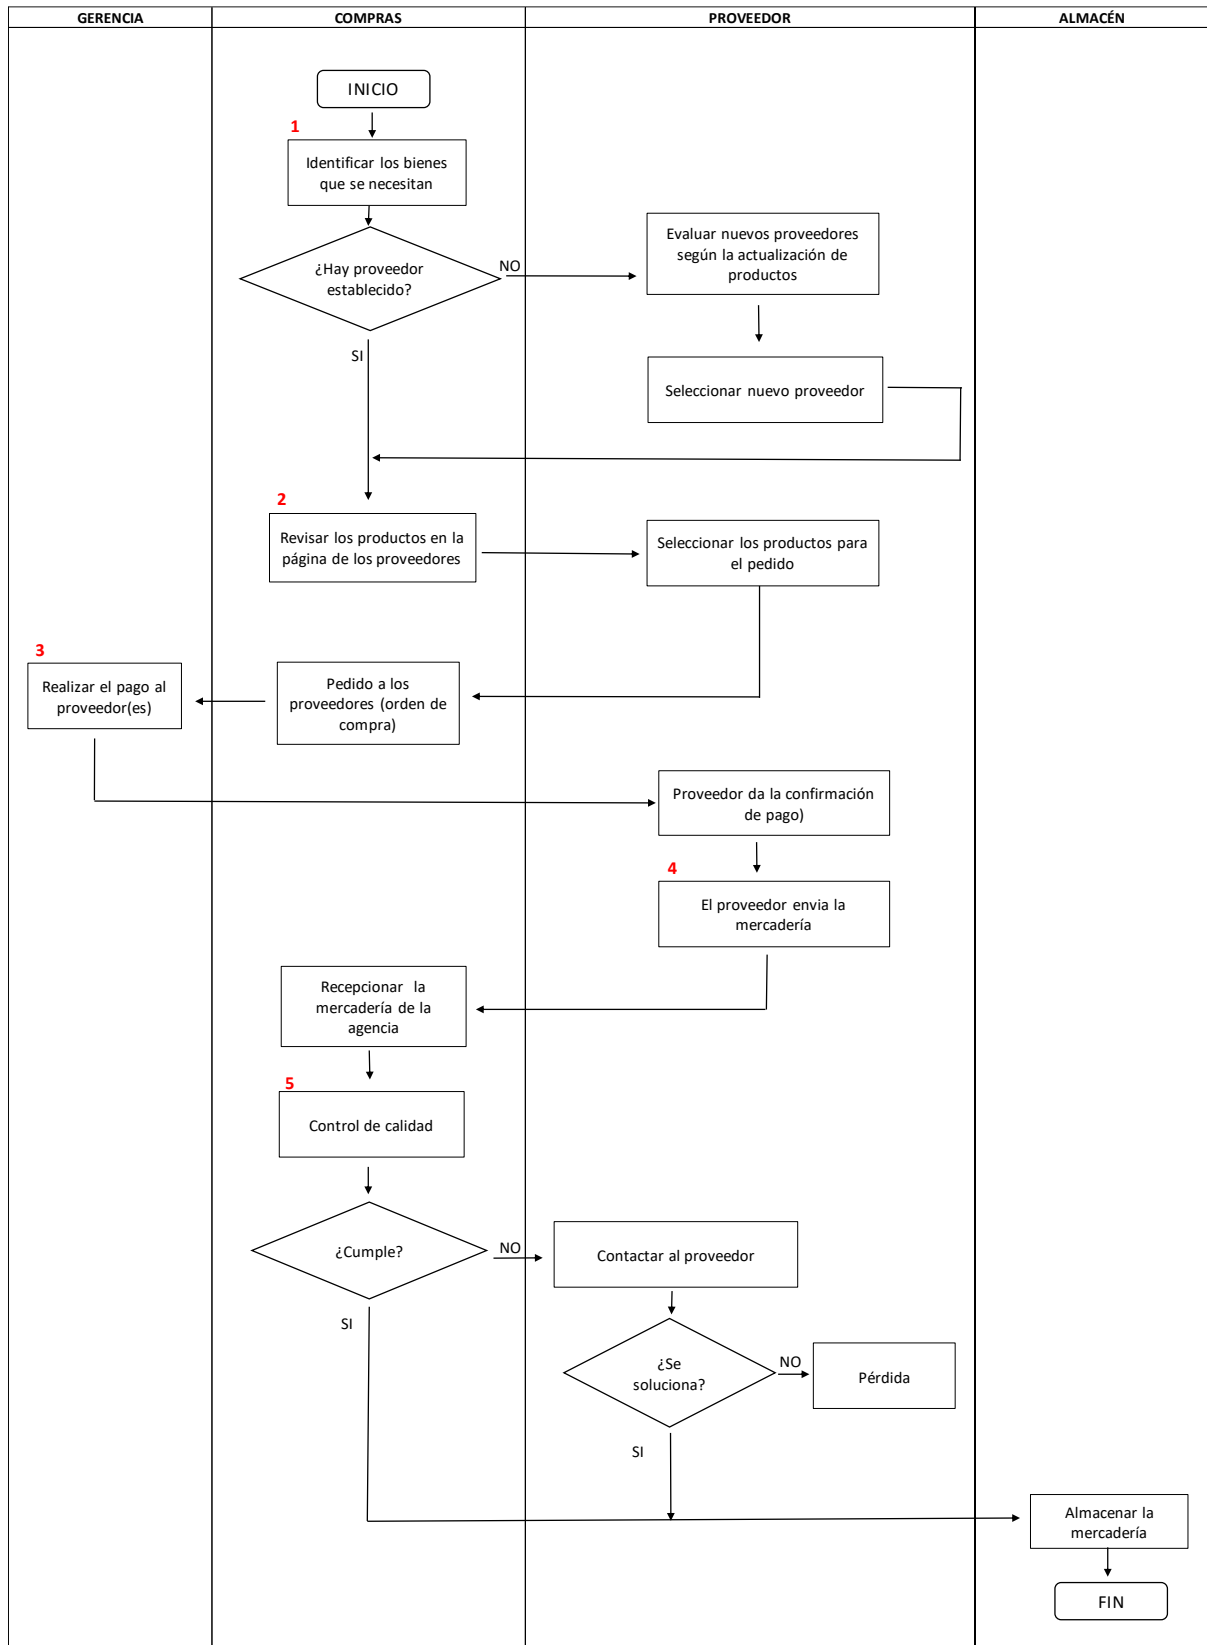 GERENCIA
COMPRAS
PROVEEDOR
ALMACÉN
INICIO
1
Identificar los bienes
que se necesitan
¿Hay proveedor
establecido?
NO
Evaluar nuevos proveedores
según la actualización de
productos
SI
Seleccionar nuevo proveedor
2
Revisar los productos en la
página de los proveedores
Seleccionar los productos para
el pedido
3
Realizar el pago al
proveedor(es)
Pedido a los
proveedores (orden de
compra)
Proveedor da la confirmación
de pago)
4
El proveedor envia la
mercadería
Recepcionar la
mercadería de la
agencia
5
Control de calidad
¿Cumple?
NO
Contactar al proveedor
SI
¿Se
soluciona?
NO
Pérdida
SI
Almacenar la
mercadería
FIN